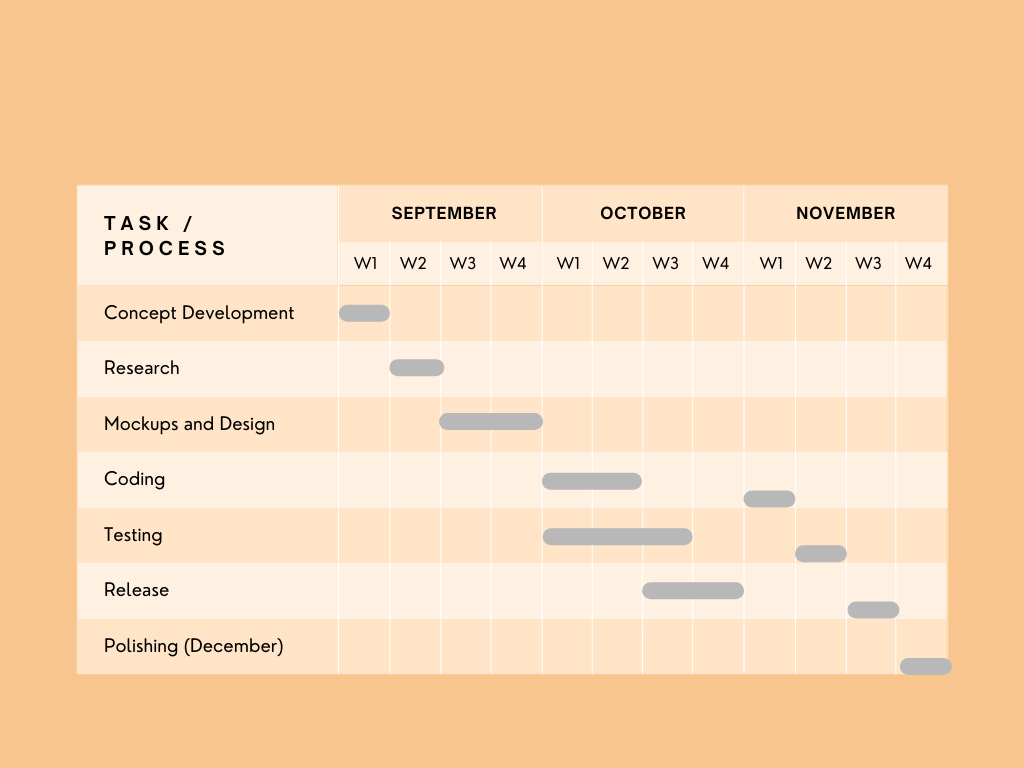 TASK /
PROCESS
SEPTEMBER OCTOBER NOVEMBER
W1 W2 W3 W4 W1 W2 W3 W4 W1 W2 W3 W4
Concept Development
Research
Mockups and Design
Coding
Testing
Release
Polishing (December)